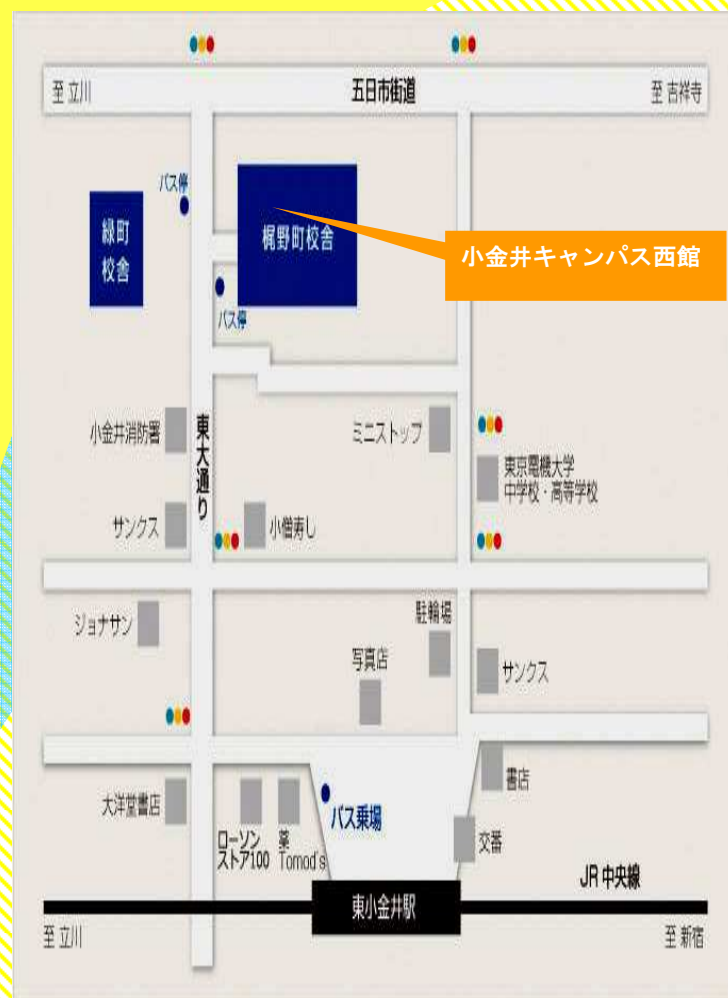 至 立川
五日市街道
至 吉祥寺
バス停
緑町
校舎
梶野町校舎
小金井キャンパス西館
バス停
小金井消防署
東大通り
ミニストップ
東京電機大学
中学校・高等学校
サンクス
小僧寿し
ジョナサン
駐輪場
写真店
サンクス
大洋堂書店
ローソン
ストア100
薬
Tomod's
バス乗場
書店
交番
JR 中央線
東小金井駅
至 立川
至 新宿